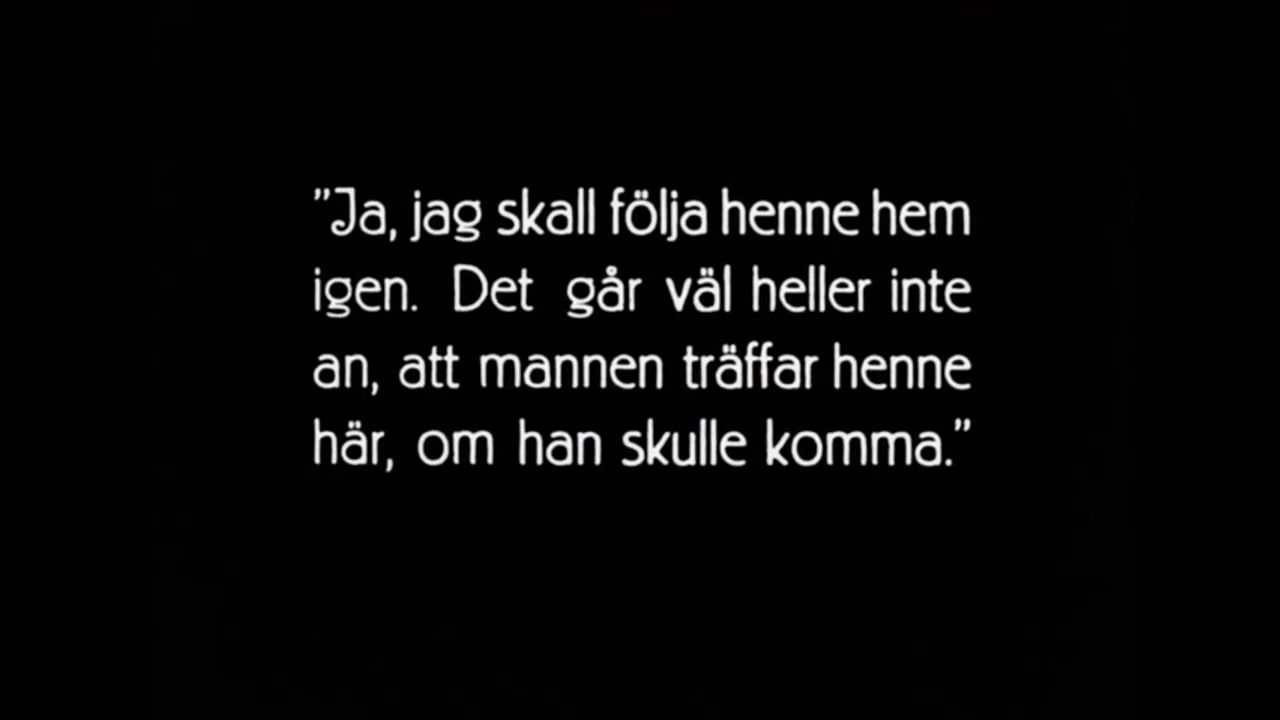 ”Ja, jag skall följa henne hem
igen. Det går väl heller inte
an, att mannen träffar henne
här, om han skulle komma.”